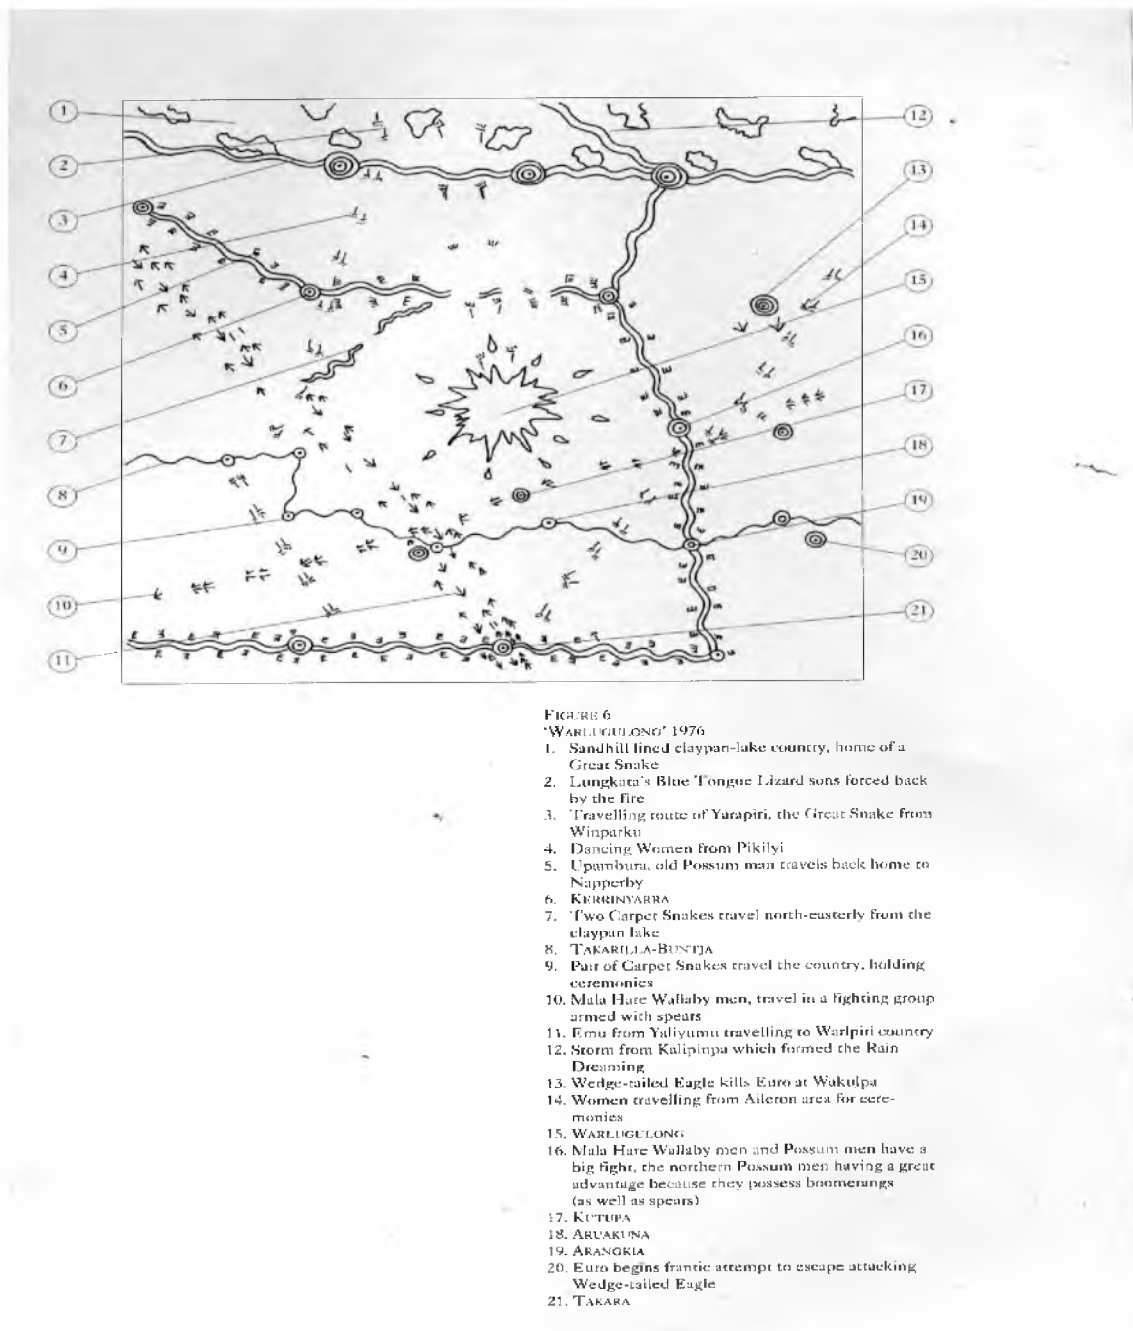 1
2
3
4
5
6
7
8
9
10
11
12
13
14
15
16
17
18
19
20
21
FIGURE 6
'WARLUGULONG' 1976
1. Sandhill lined claypan-lake country, home of a
Great Snake
2. Lungkata's Blue Tongue Lizard sons forced back
by the fire
3. Travelling route of Yarapiri, the Great Snake from
Winparku
4. Dancing Women from Pikilyi
5. Upambura, old Possum man travels back home to
Napperby
6. KERRINYARRA
7. Two Carpet Snakes travel north-easterly from the
claypan lake
8. TAKARILLA-BUNTJA
9. Pair of Carpet Snakes travel the country, holding
ceremonies
10. Mala Hare Wallaby men, travel in a fighting group
armed with spears
11. Emu from Yaliyumu travelling to Warlpiri country
12. Storm from Kalipinpa which formed the Rain
Dreaming
13. Wedge-tailed Eagle kills Euro at Wakulpa
14. Women travelling from Aileron area for cere-
monies
15. WARLUGULONG
16. Mala Hare Wallaby men and Possum men have a
big fight, the northern Possum men having a great
advantage because they possess boomerangs
(as well as spears)
17. KUTUPA
18. ARUAKUNA
19. ARANGKIA
20. Euro begins frantic attempt to escape attacking
Wedge-tailed Eagle
21. TAKARA